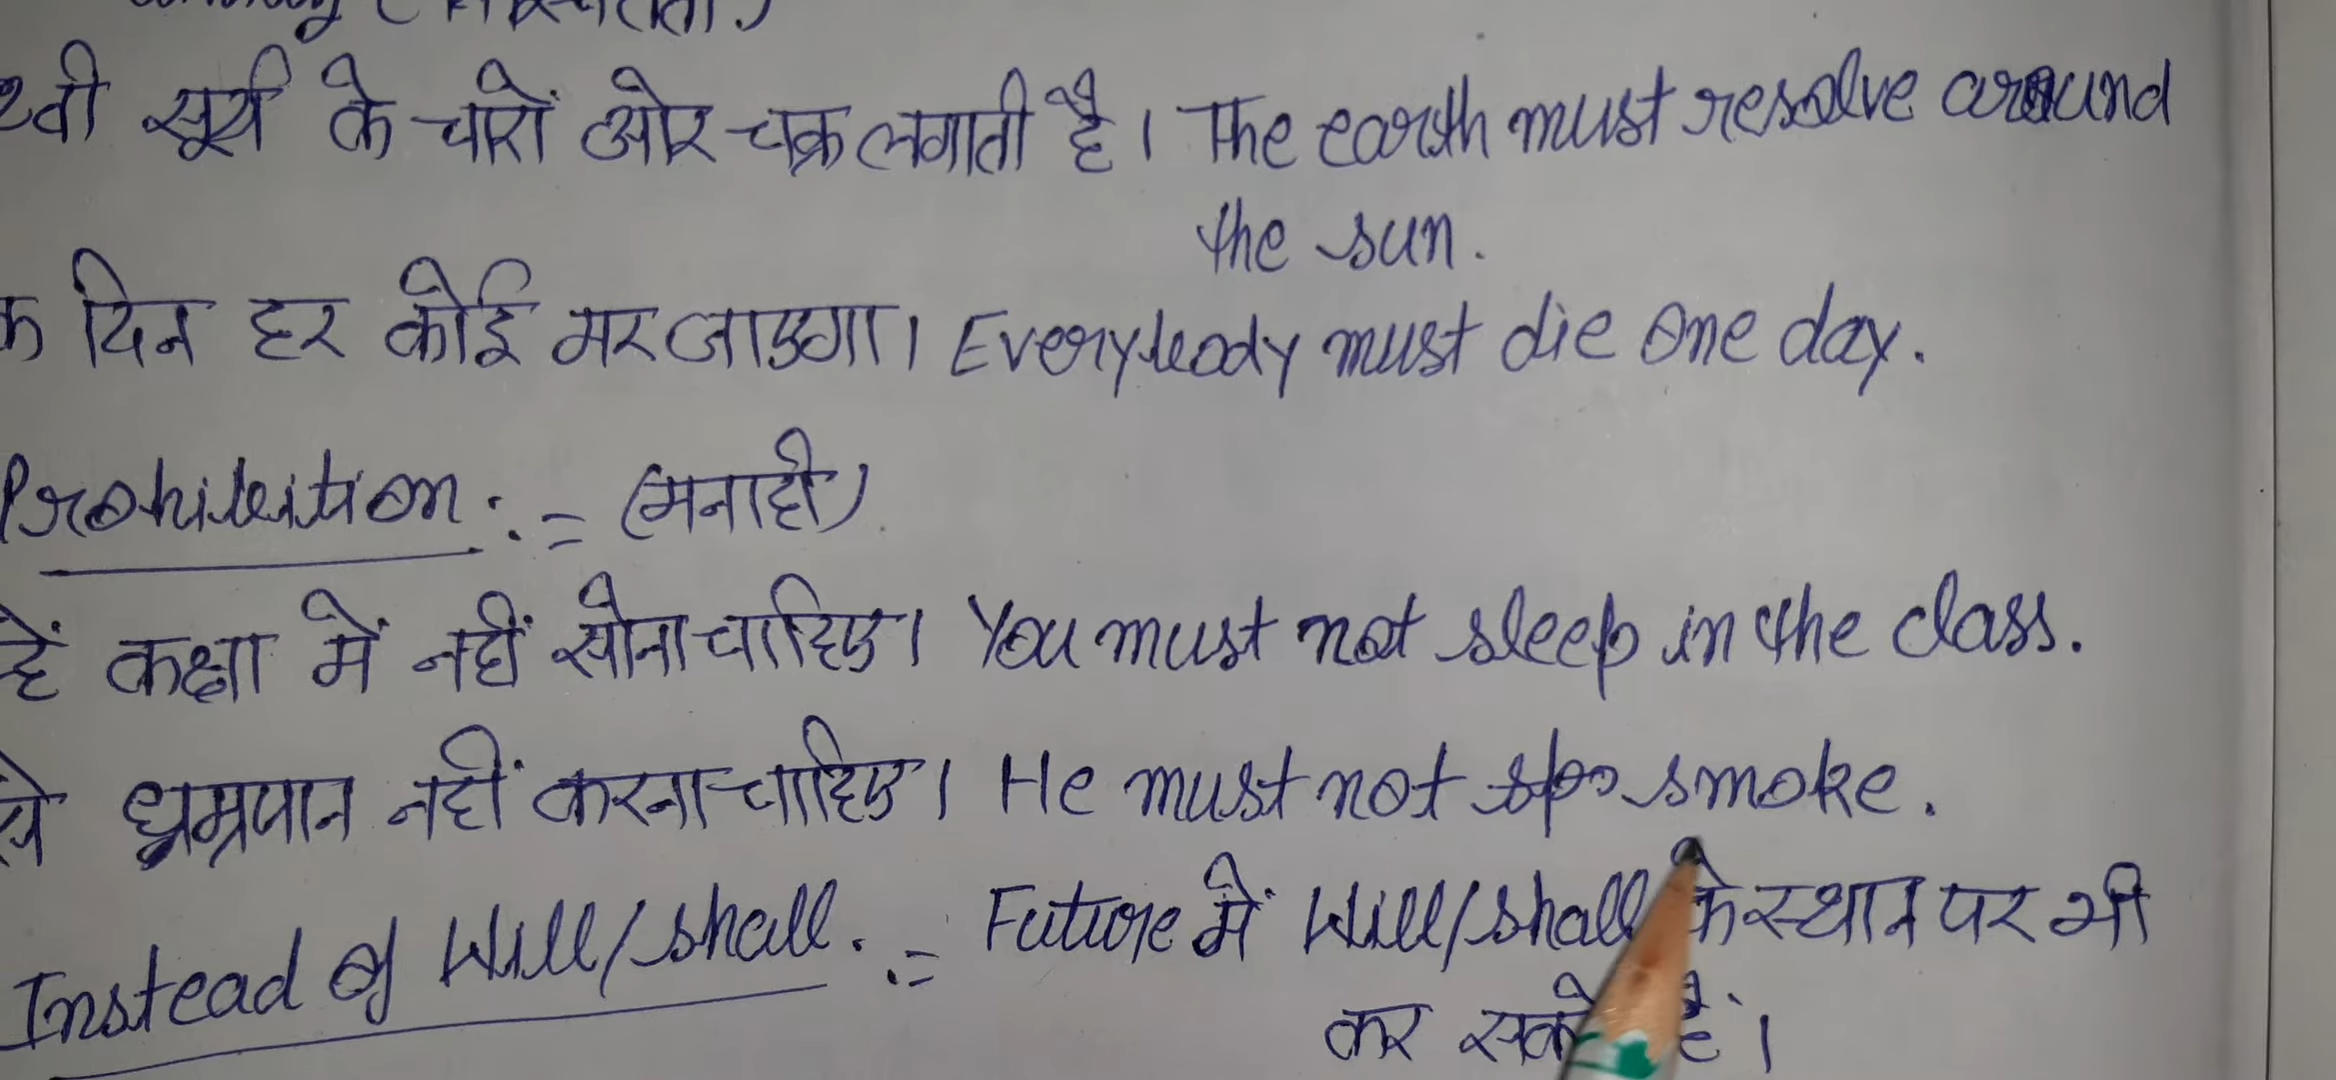 थ्वी सूर्य के चारों ओर चक्र लगाती है। The earth must resolve around
the sun.
क दिन हर कोई मर जाएगा। Everybody must die one day.
Prohibition :- = (मनाही)
हें कक्षा में नहीं सोना चाहिए। You must not sleep in the class.
से धुम्रपान नहीं करना चाहिए। He must not smoke.
Instead of Will/shall. := Future में Will/shall के स्थान पर भी
कर सकते हैं।